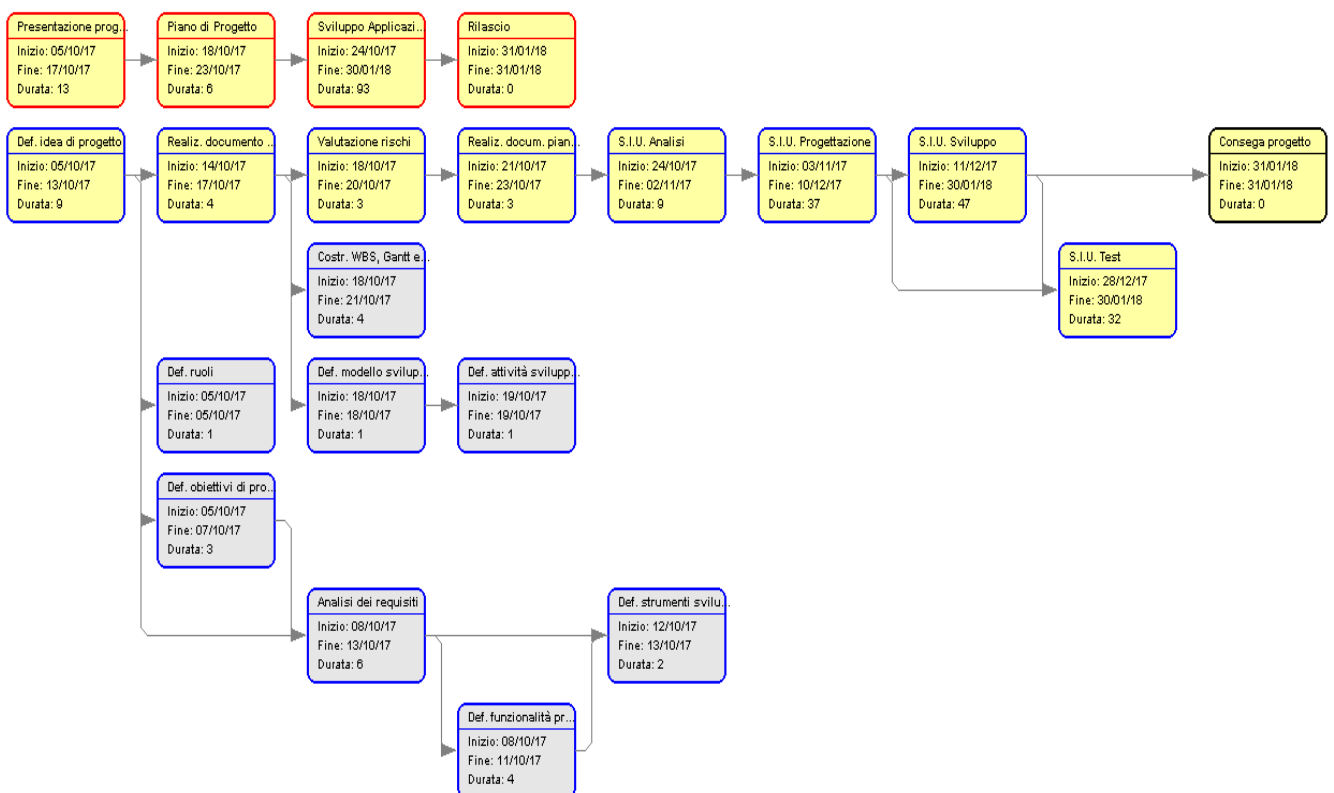 Presentazione prog...
Inizio: 05/10/17
Fine: 17/10/17
Durata: 13
Piano di Progetto
Inizio: 18/10/17
Fine: 23/10/17
Durata: 6
Sviluppo Applicazi...
Inizio: 24/10/17
Fine: 30/01/18
Durata: 93
Rilascio
Inizio: 31/01/18
Fine: 31/01/18
Durata: 0
Def. idea di progetto
Inizio: 05/10/17
Fine: 13/10/17
Durata: 9
Realiz. documento ...
Inizio: 14/10/17
Fine: 17/10/17
Durata: 4
Valutazione rischi
Inizio: 18/10/17
Fine: 20/10/17
Durata: 3
Realiz. docum. pian...
Inizio: 21/10/17
Fine: 23/10/17
Durata: 3
S.I.U. Analisi
Inizio: 24/10/17
Fine: 02/11/17
Durata: 9
S.I.U. Progettazione
Inizio: 03/11/17
Fine: 10/12/17
Durata: 37
S.I.U. Sviluppo
Inizio: 11/12/17
Fine: 30/01/18
Durata: 47
Consega progetto
Inizio: 31/01/18
Fine: 31/01/18
Durata: 0
Costr. WBS, Gantt e...
Inizio: 18/10/17
Fine: 21/10/17
Durata: 4
S.I.U. Test
Inizio: 28/12/17
Fine: 30/01/18
Durata: 32
Def. ruoli
Inizio: 05/10/17
Fine: 05/10/17
Durata: 1
Def. modello svilup...
Inizio: 18/10/17
Fine: 18/10/17
Durata: 1
Def. attività svilupp...
Inizio: 19/10/17
Fine: 19/10/17
Durata: 1
Def. obiettivi di pro...
Inizio: 05/10/17
Fine: 07/10/17
Durata: 3
Analisi dei requisiti
Inizio: 08/10/17
Fine: 13/10/17
Durata: 6
Def. strumenti svilu...
Inizio: 12/10/17
Fine: 13/10/17
Durata: 2
Def. funzionalità pr...
Inizio: 08/10/17
Fine: 11/10/17
Durata: 4